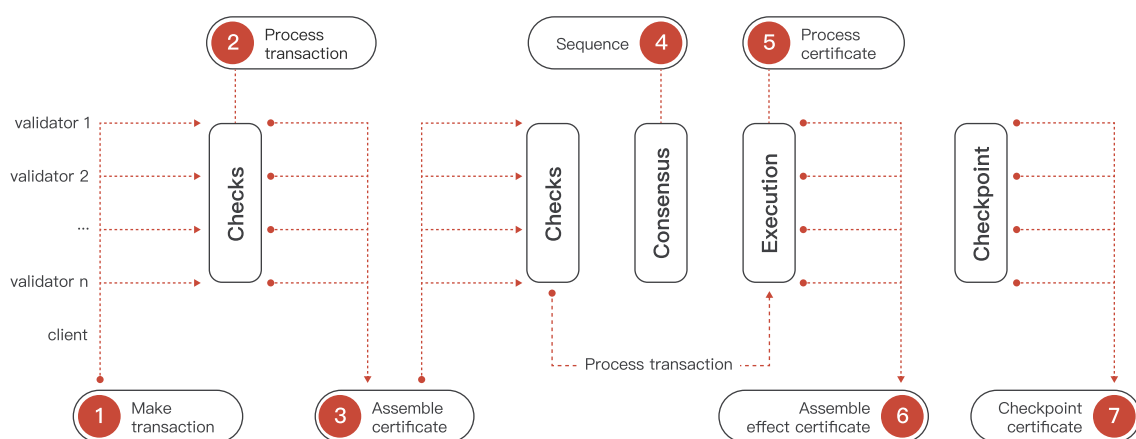 2 Process
transaction
Sequence 4
5 Process
certificate
validator 1
validator 2
...
validator n
client
Checks
Checks
Consensus
Execution
Checkpoint
Process transaction
1 Make
transaction
3 Assemble
certificate
Assemble
effect certificate 6
Checkpoint
certificate 7